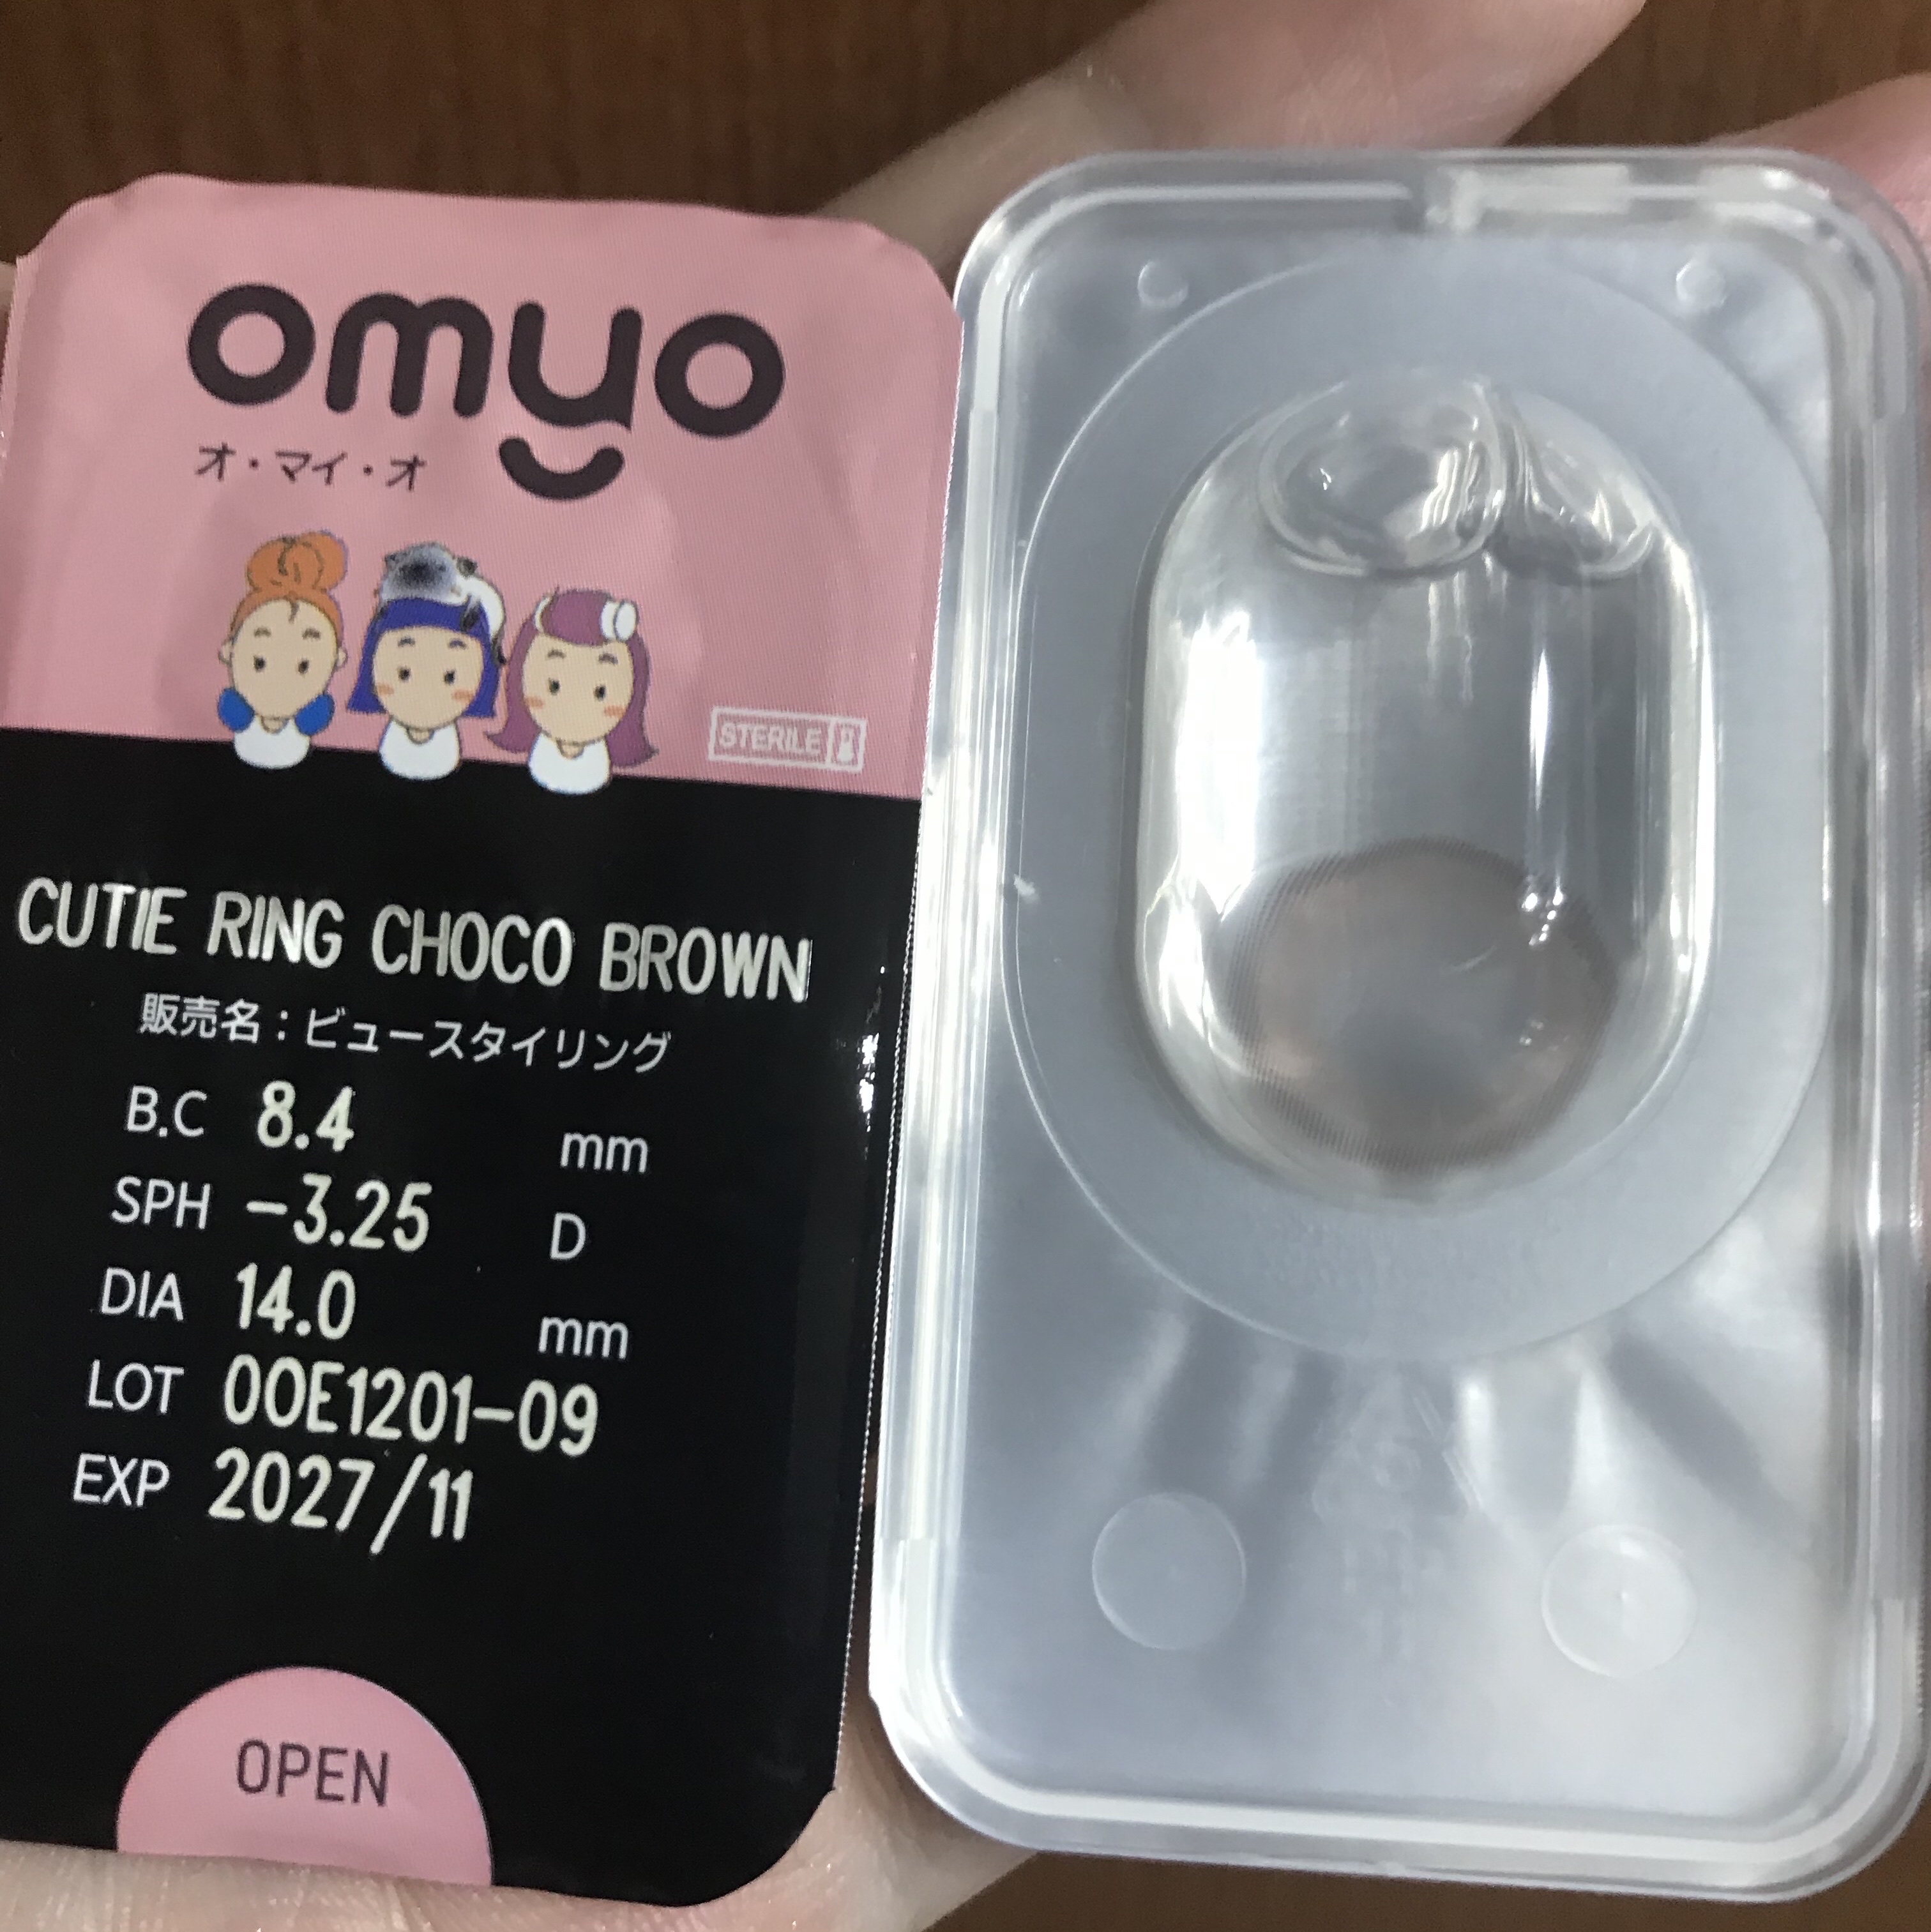 omyo
オ・マイ・オ
STERILE
CUTIE RING CHOCO BROWN
販売名：ビュースタイリング
B.C 8.4 mm
SPH -3.25 D
DIA 14.0 mm
LOT 00E1201-09
EXP 2027/11
OPEN